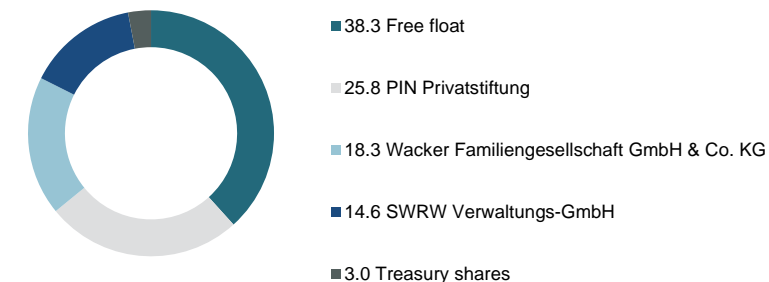 38.3 Free float
25.8 PIN Privatstiftung
18.3 Wacker Familiengesellschaft GmbH & Co. KG
14.6 SWRW Verwaltungs-GmbH
3.0 Treasury shares